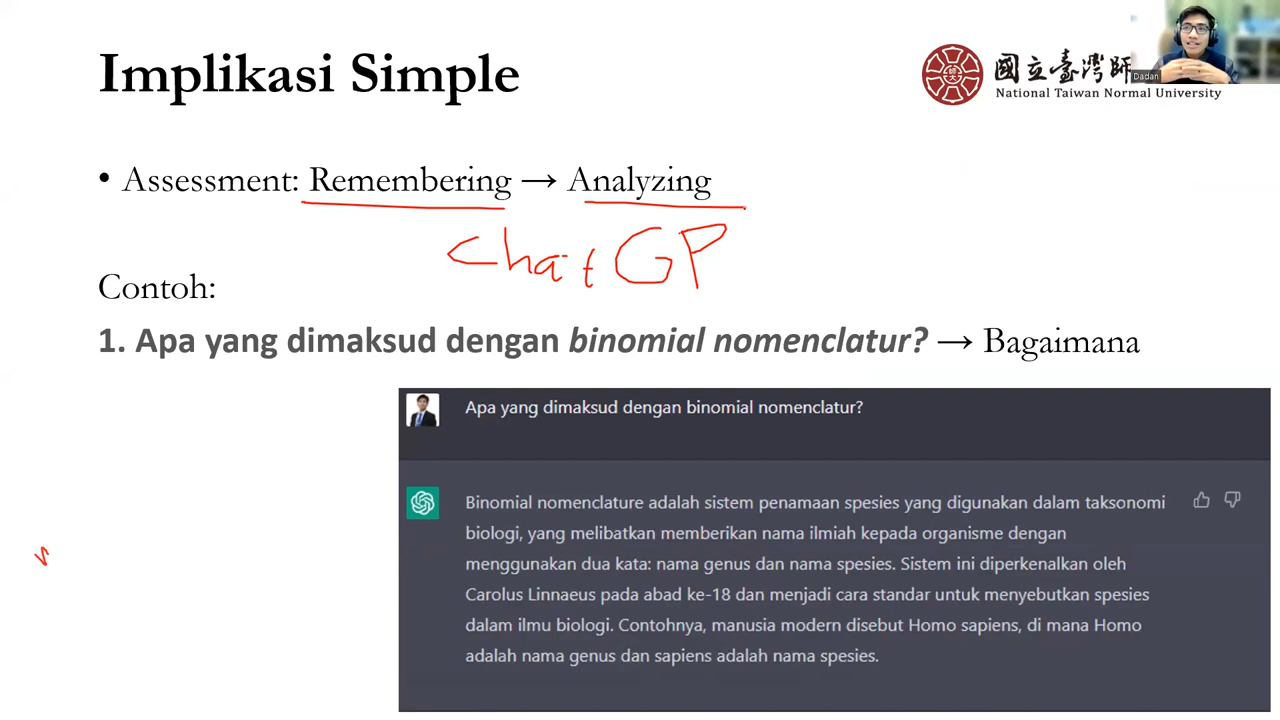 Implikasi Simple
國立臺灣師
National Taiwan Normal University
Dadan
• Assessment: Remembering → Analyzing
Chat GP
Contoh:
1. Apa yang dimaksud dengan binomial nomenclatur? → Bagaimana
Apa yang dimaksud dengan binomial nomenclatur?
Binomial nomenclature adalah sistem penamaan spesies yang digunakan dalam taksonomi
biologi, yang melibatkan memberikan nama ilmiah kepada organisme dengan
menggunakan dua kata: nama genus dan nama spesies. Sistem ini diperkenalkan oleh
Carolus Linnaeus pada abad ke-18 dan menjadi cara standar untuk menyebutkan spesies
dalam ilmu biologi. Contohnya, manusia modern disebut Homo sapiens, di mana Homo
adalah nama genus dan sapiens adalah nama spesies.